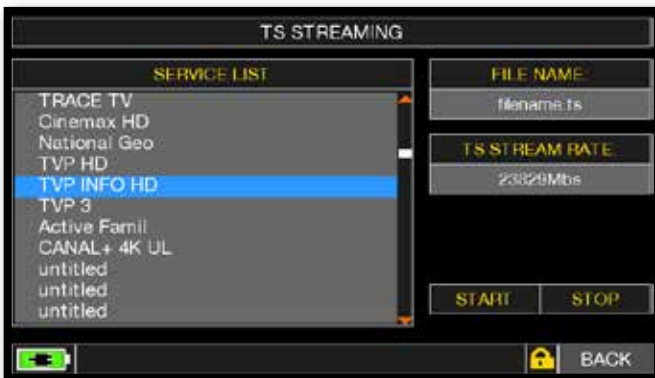 TS STREAMING
SERVICE LIST
TRACE TV
Cinemax HD
National Geo
TVP HD
TVP INFO HD
TVP 3
Active Famil
CANAL+ 4K UL
untitled
untitled
untitled
FILE NAME
filename.ts
TS STREAM RATE
23829Mbs
START
STOP
BACK